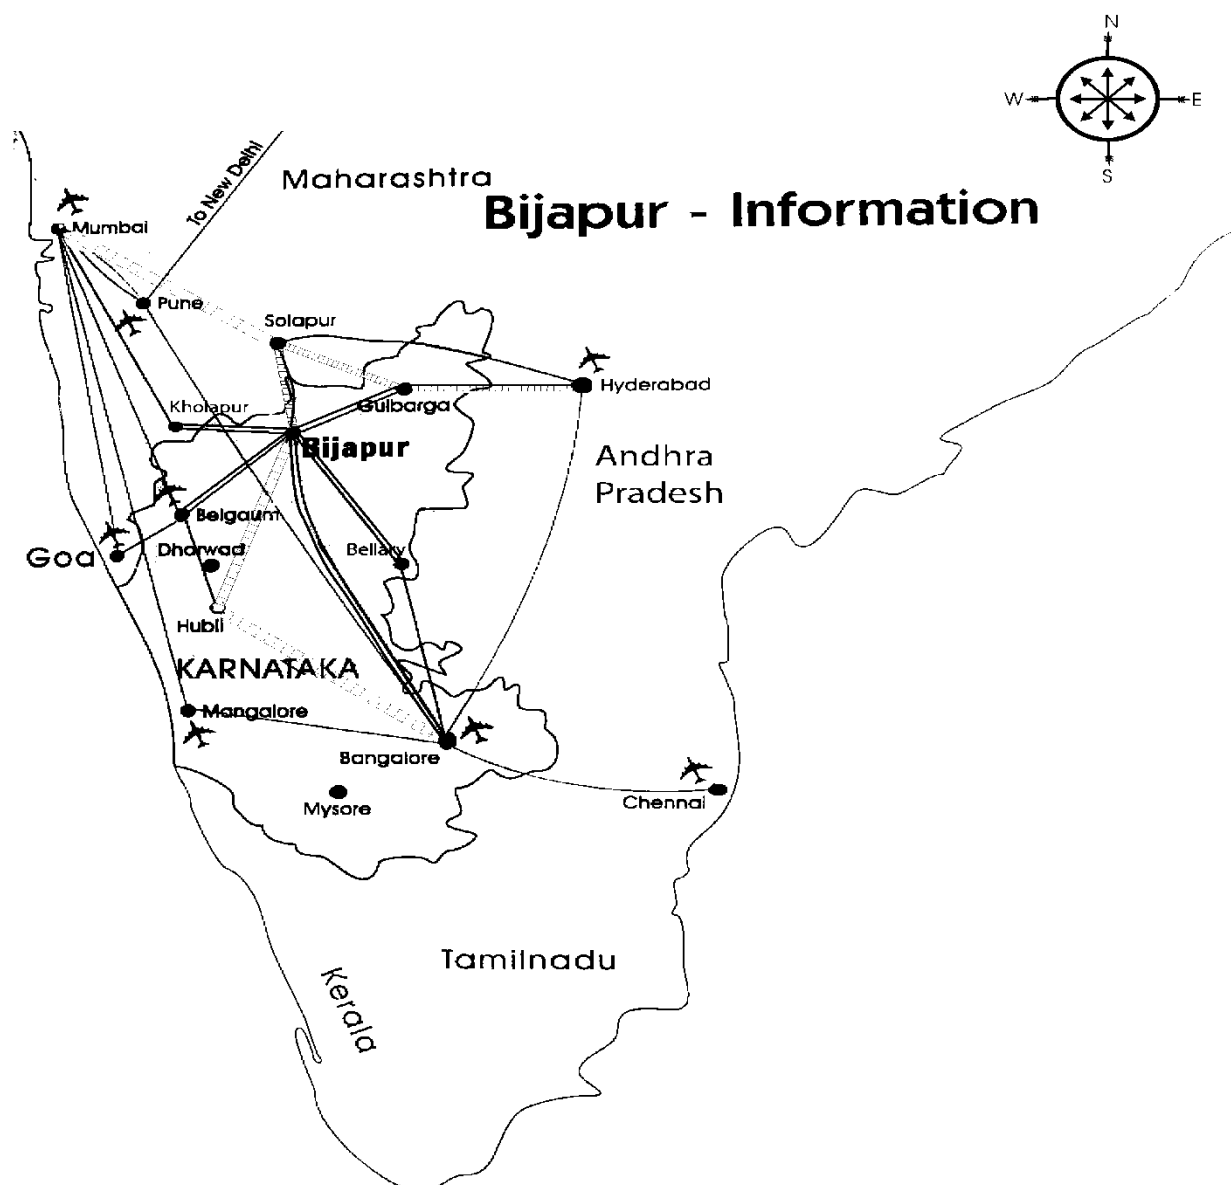 N
W
E
S
To New Delhi
Maharashtra
Bijapur - Information
Mumbai
Pune
Solapur
Hyderabad
Kholapur
Gulbarga
Bijapur
Andhra
Pradesh
Belgaum
Goa
Dharwad
Bellary
Hubli
KARNATAKA
Mangalore
Bangalore
Mysore
Chennai
Tamilnadu
Kerala